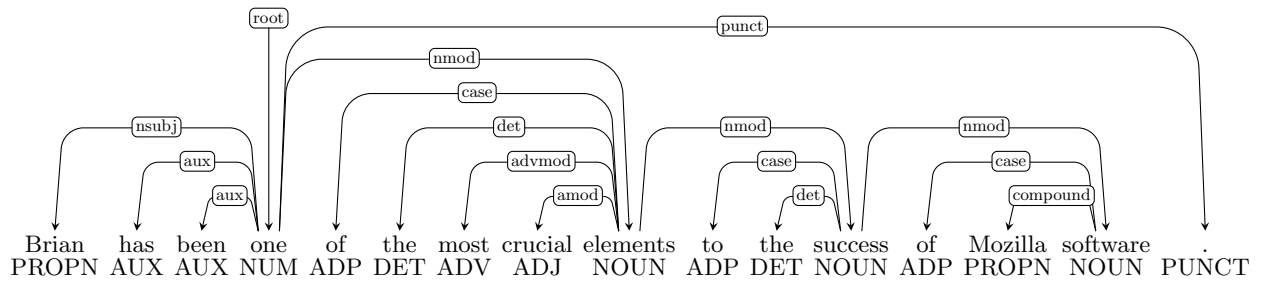 root
punct
nmod
case
nsubj det nmod nmod
aux advmod case case
aux amod det compound
Brian has been one of the most crucial elements to the success of Mozilla software .
PROPN AUX AUX NUM ADP DET ADV ADJ NOUN ADP DET NOUN ADP PROPN NOUN PUNCT